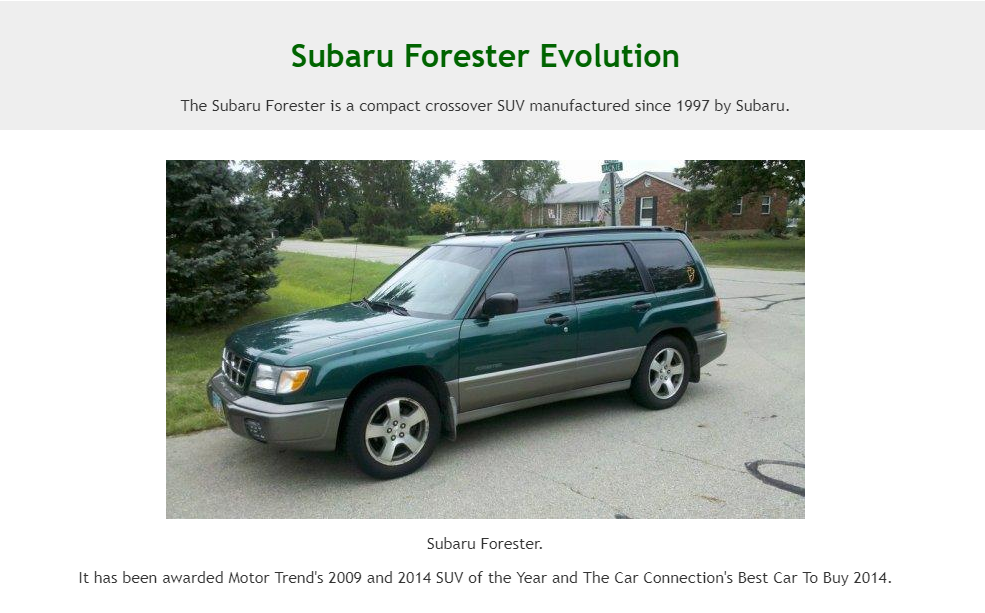 Subaru Forester Evolution
The Subaru Forester is a compact crossover SUV manufactured since 1997 by Subaru.
Subaru Forester.
It has been awarded Motor Trend's 2009 and 2014 SUV of the Year and The Car Connection's Best Car To Buy 2014.